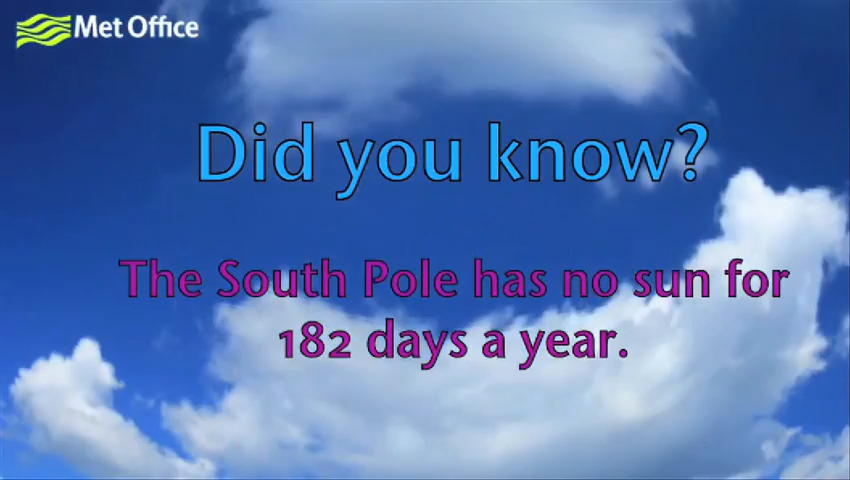 Met Office
Did you know?
The South Pole has no sun for
182 days a year.